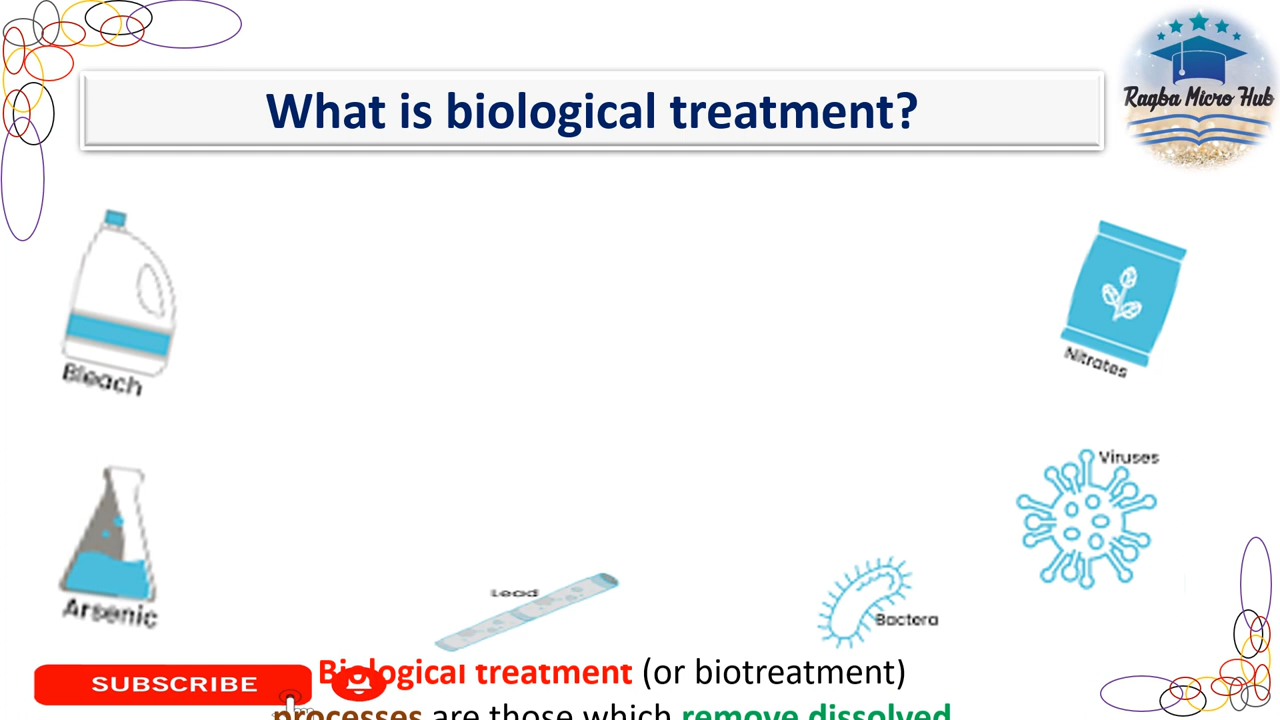 What is biological treatment?
Ragba Micro Hub
Bleach
Nitrates
Viruses
Arsenic
Lead
Bactera
Biological treatment (or biotreatment)
SUBSCRIBE
processes are those which remove dissolved